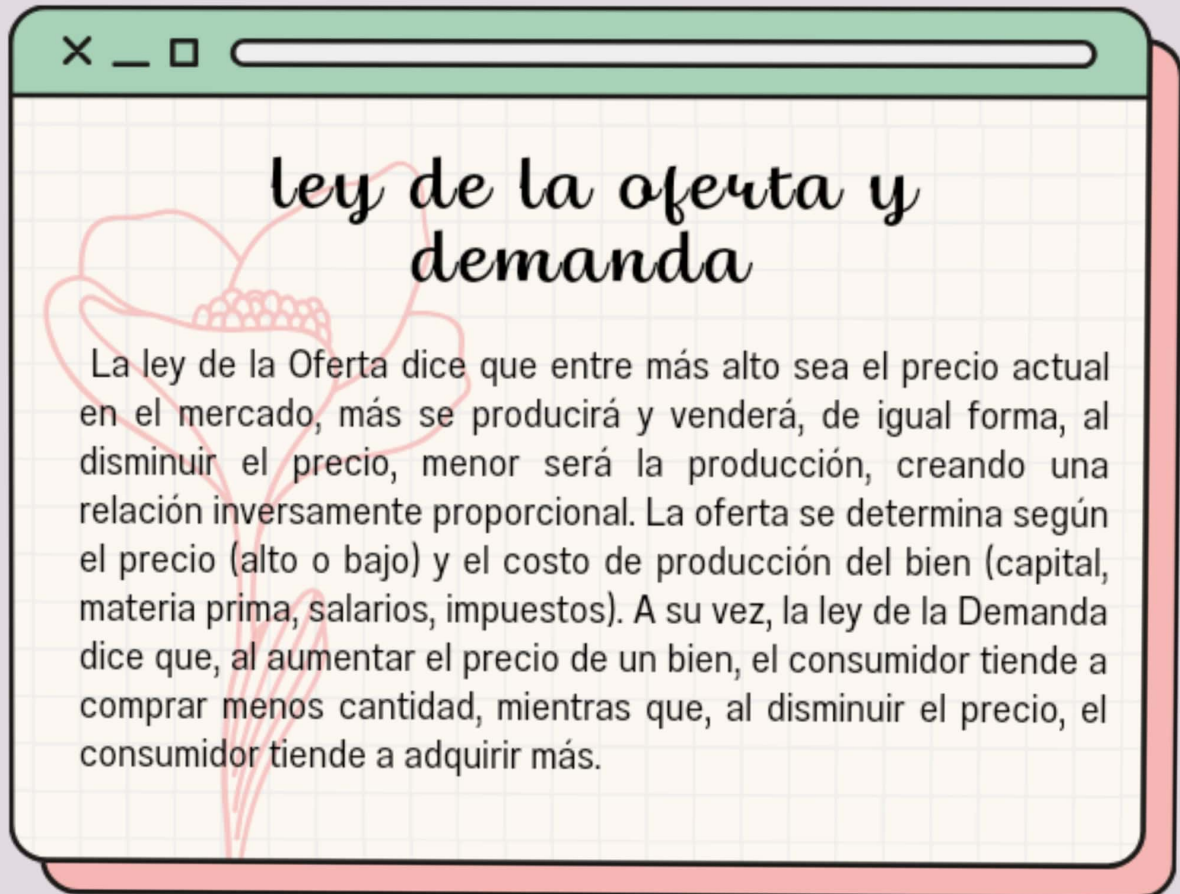 ley de la oferta y
demanda
La ley de la Oferta dice que entre más alto sea el precio actual
en el mercado, más se producirá y venderá, de igual forma, al
disminuir el precio, menor será la producción, creando una
relación inversamente proporcional. La oferta se determina según
el precio (alto o bajo) y el costo de producción del bien (capital,
materia prima, salarios, impuestos). A su vez, la ley de la Demanda
dice que, al aumentar el precio de un bien, el consumidor tiende a
comprar menos cantidad, mientras que, al disminuir el precio, el
consumidor tiende a adquirir más.